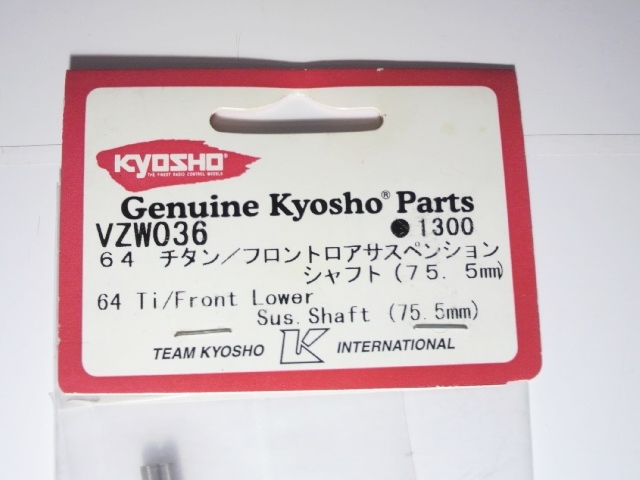 KYOSHO
THE FINEST RADIO CONTROL MODELS
Genuine Kyosho® Parts
VZW036 ●1300
64 チタン/フロントロアサスペンション
シャフト(75.5mm)
64 Ti/Front Lower
Sus.Shaft (75.5mm)
TEAM KYOSHO K INTERNATIONAL